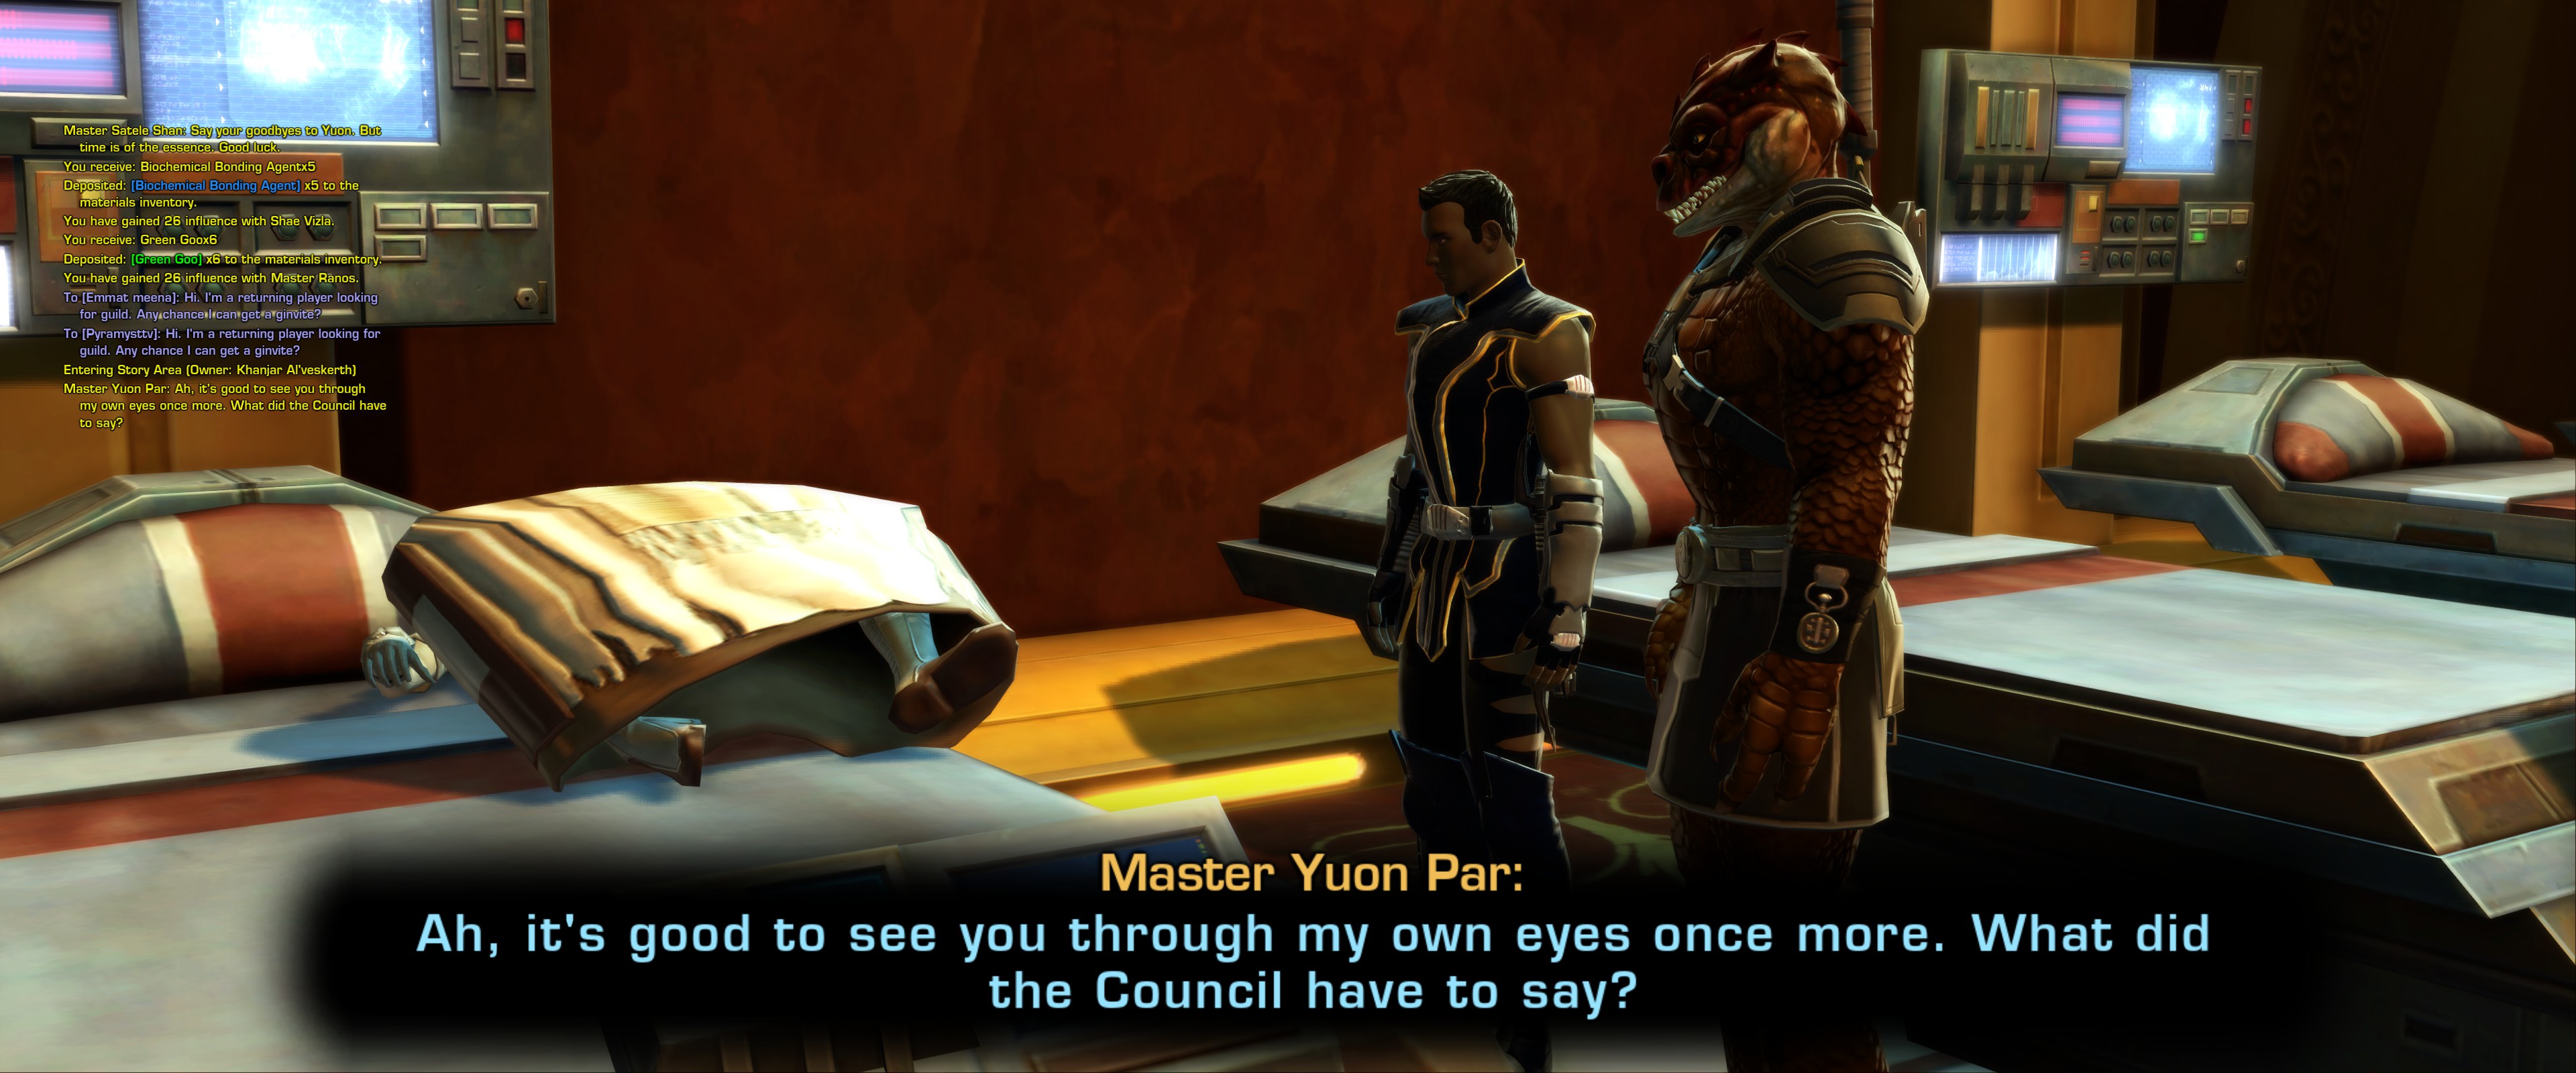 Master Satele Shan: Say your goodbyes to Yuon. But
time is of the essence. Good luck.
You receive: Biochemical Bonding Agentx5
Deposited: [Biochemical Bonding Agent] x5 to the
materials inventory.
You have gained 26 influence with Shae Vizla.
You receive: Green Goox6
Deposited: [Green Goo] x6 to the materials inventory.
You have gained 26 influence with Master Ranos.
To [Emmat meena]: Hi. I'm a returning player looking
for guild. Any chance I can get a ginvite?
To [Pyramysttv]: Hi. I'm a returning player looking for
guild. Any chance I can get a ginvite?
Entering Story Area (Owner: Khanjar Al'veskerth)
Master Yuon Par: Ah, it's good to see you through
my own eyes once more. What did the Council have
to say?
Master Yuon Par:
Ah, it's good to see you through my own eyes once more. What did
the Council have to say?